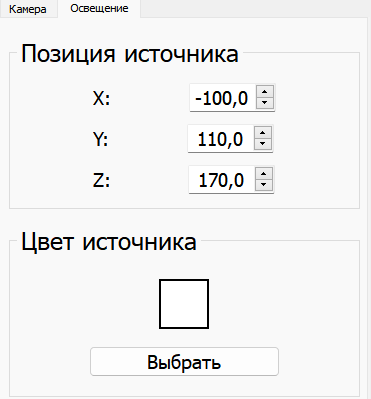 Камера Освещение
Позиция источника
X: -100,0
Y: 110,0
Z: 170,0
Цвет источника
Выбрать